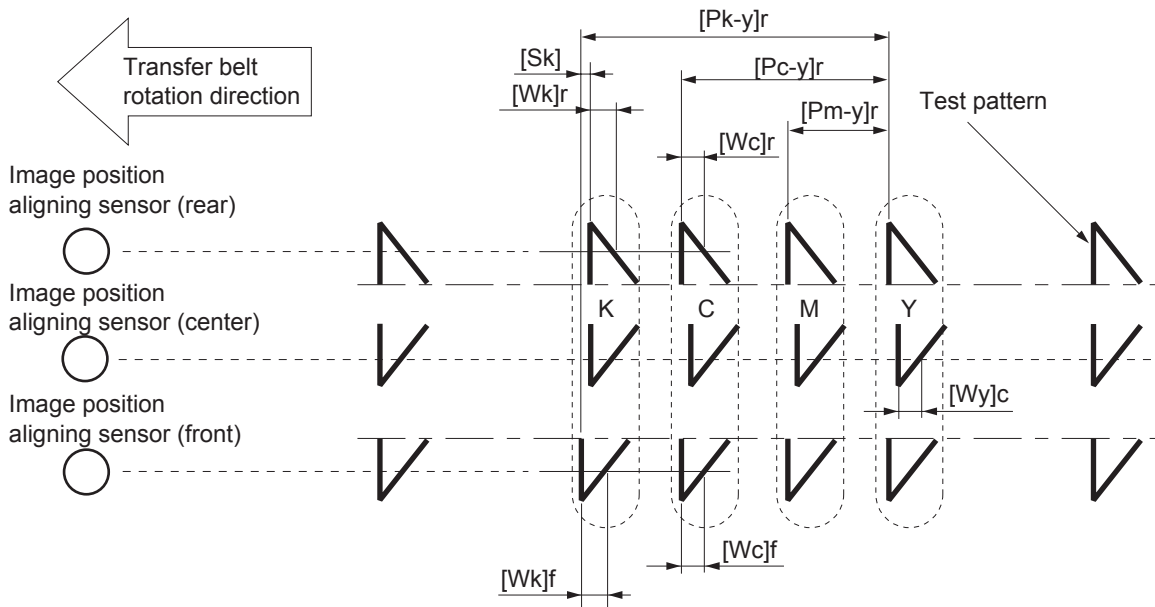 [Pk-y]r
[Sk]
[Pc-y]r
Transfer belt
rotation direction
[Wk]r
[Pm-y]r
Test pattern
[Wc]r
Image position
aligning sensor (rear)
Image position
aligning sensor (center)
K
C
M
Y
[Wy]c
Image position
aligning sensor (front)
[Wc]f
[Wk]f